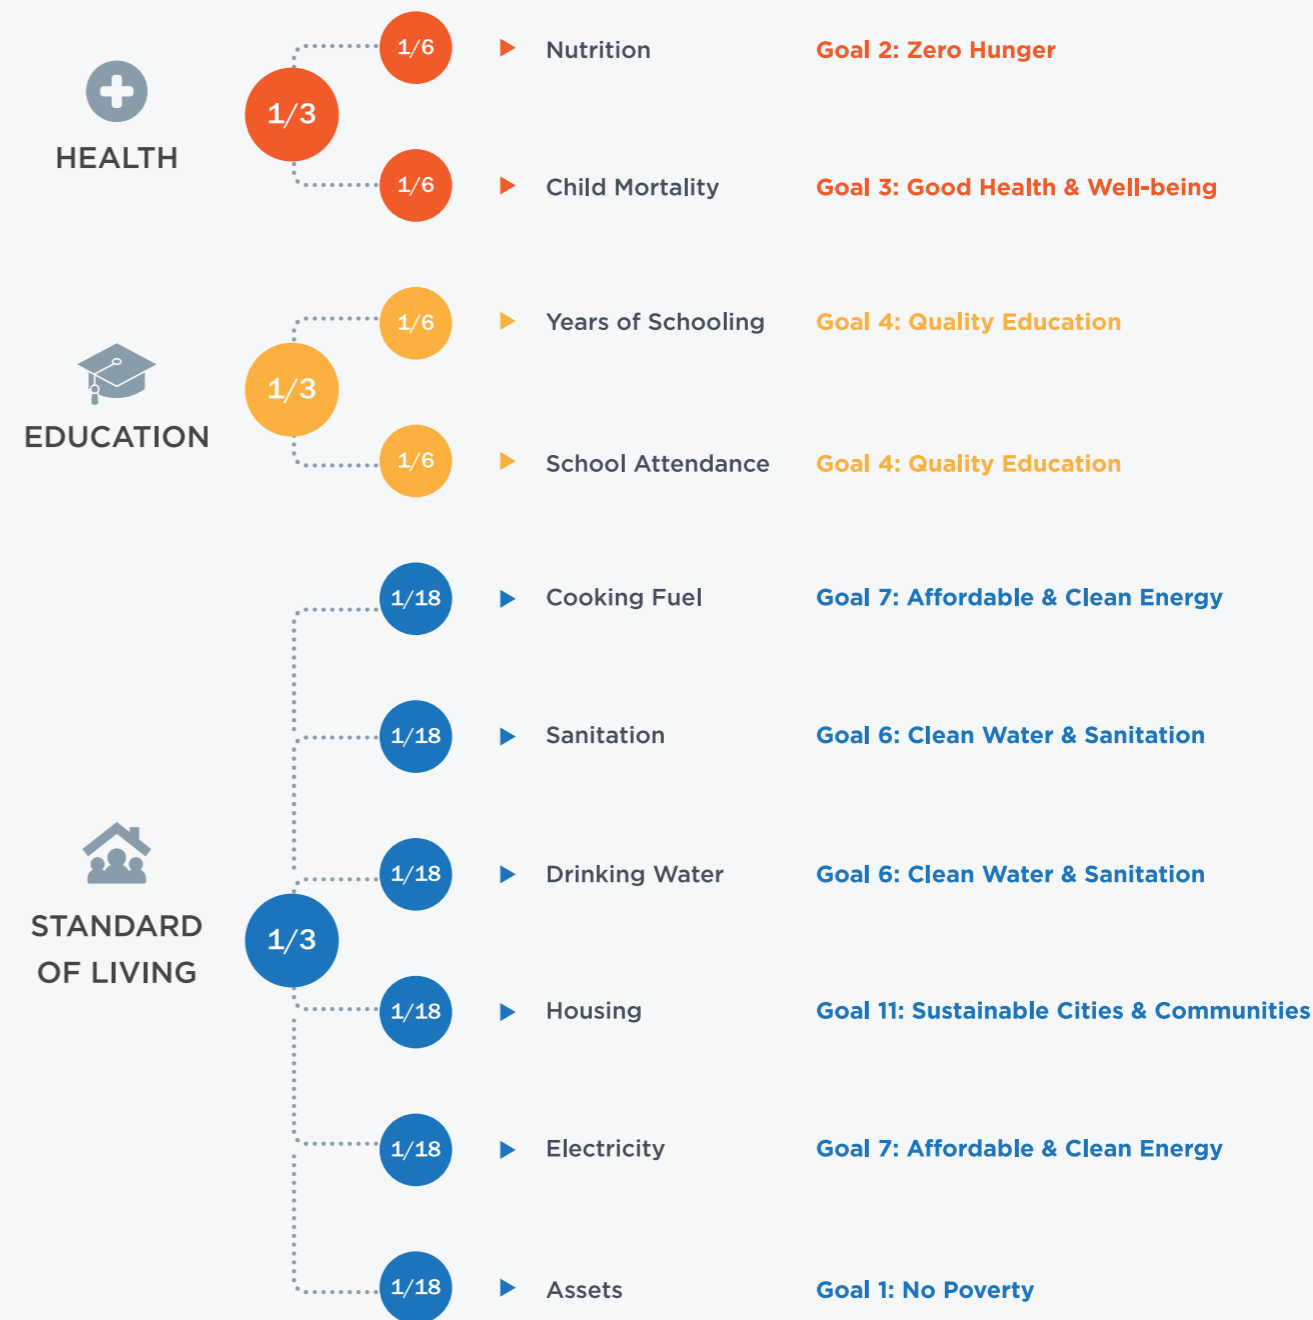 HEALTH
1/3
1/6
Nutrition
Goal 2: Zero Hunger
1/6
Child Mortality
Goal 3: Good Health & Well-being
EDUCATION
1/3
1/6
Years of Schooling
Goal 4: Quality Education
1/6
School Attendance
Goal 4: Quality Education
STANDARD
OF LIVING
1/3
1/18
Cooking Fuel
Goal 7: Affordable & Clean Energy
1/18
Sanitation
Goal 6: Clean Water & Sanitation
1/18
Drinking Water
Goal 6: Clean Water & Sanitation
1/18
Housing
Goal 11: Sustainable Cities & Communities
1/18
Electricity
Goal 7: Affordable & Clean Energy
1/18
Assets
Goal 1: No Poverty